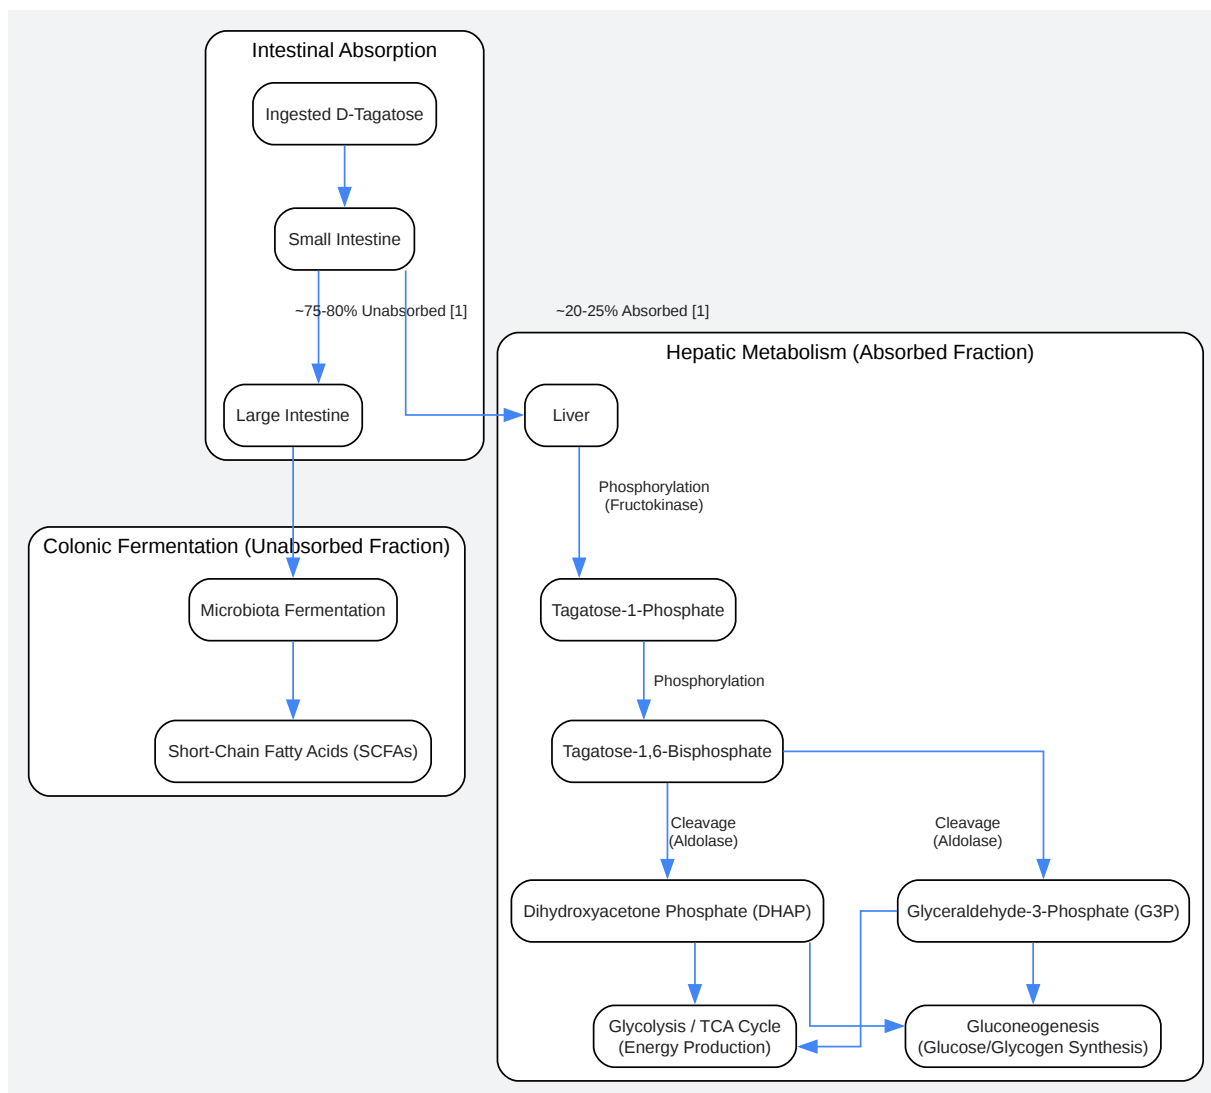 Intestinal Absorption
Ingested D-Tagatose
Small Intestine
~75-80% Unabsorbed [1]
~20-25% Absorbed [1]
Large Intestine
Colonic Fermentation (Unabsorbed Fraction)
Microbiota Fermentation
Short-Chain Fatty Acids (SCFAs)
Hepatic Metabolism (Absorbed Fraction)
Liver
Phosphorylation
(Fructokinase)
Tagatose-1-Phosphate
Phosphorylation
Tagatose-1,6-Bisphosphate
Cleavage
(Aldolase)
Cleavage
(Aldolase)
Dihydroxyacetone Phosphate (DHAP)
Glyceraldehyde-3-Phosphate (G3P)
Glycolysis / TCA Cycle
(Energy Production)
Gluconeogenesis
(Glucose/Glycogen Synthesis)